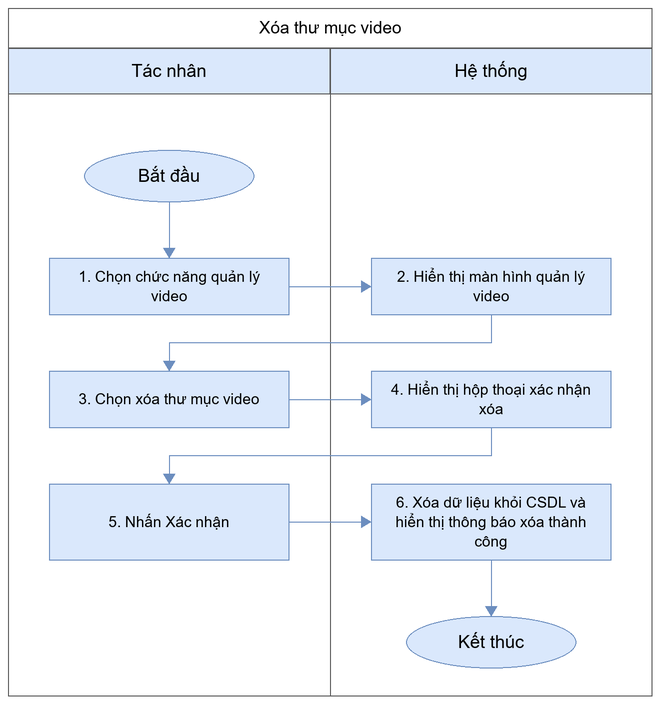 Xóa thư mục video
Tác nhân
Hệ thống
Bắt đầu
1. Chọn chức năng quản lý
video
2. Hiển thị màn hình quản lý
video
3. Chọn xóa thư mục video
4. Hiển thị hộp thoại xác nhận
xóa
5. Nhấn Xác nhận
6. Xóa dữ liệu khỏi CSDL và
hiển thị thông báo xóa thành
công
Kết thúc